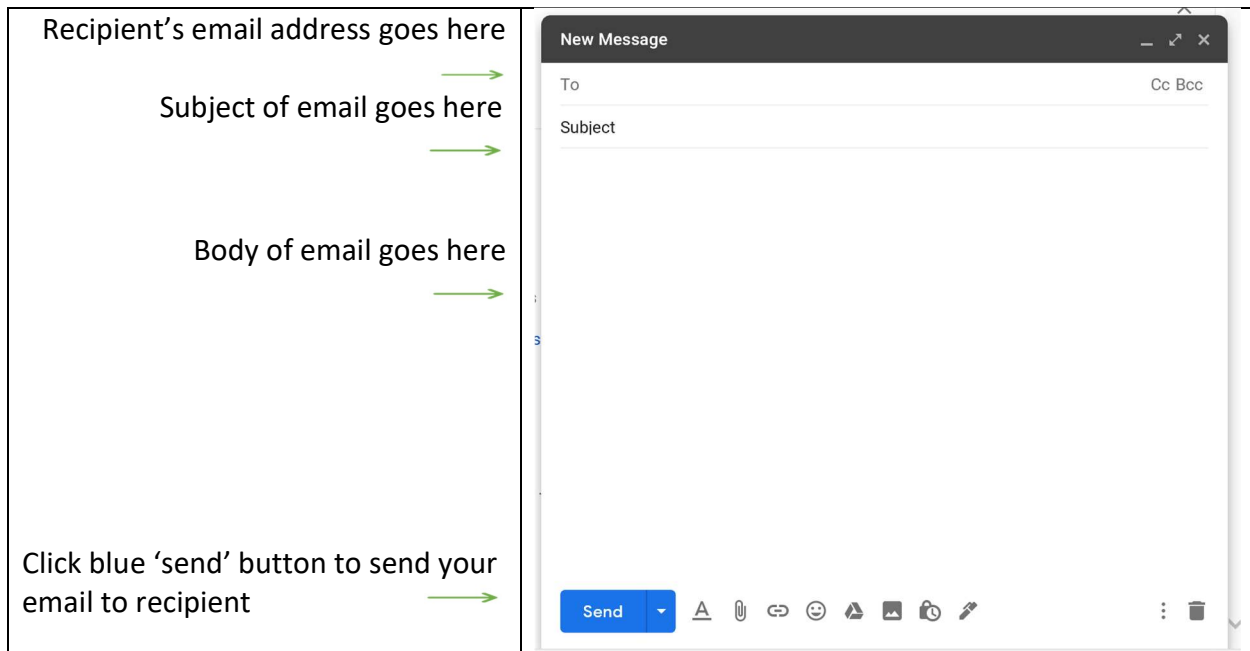 Recipient’s email address goes here
Subject of email goes here
Body of email goes here
Click blue ‘send’ button to send your
email to recipient
New Message
To
Cc Bcc
Subject
s
Send